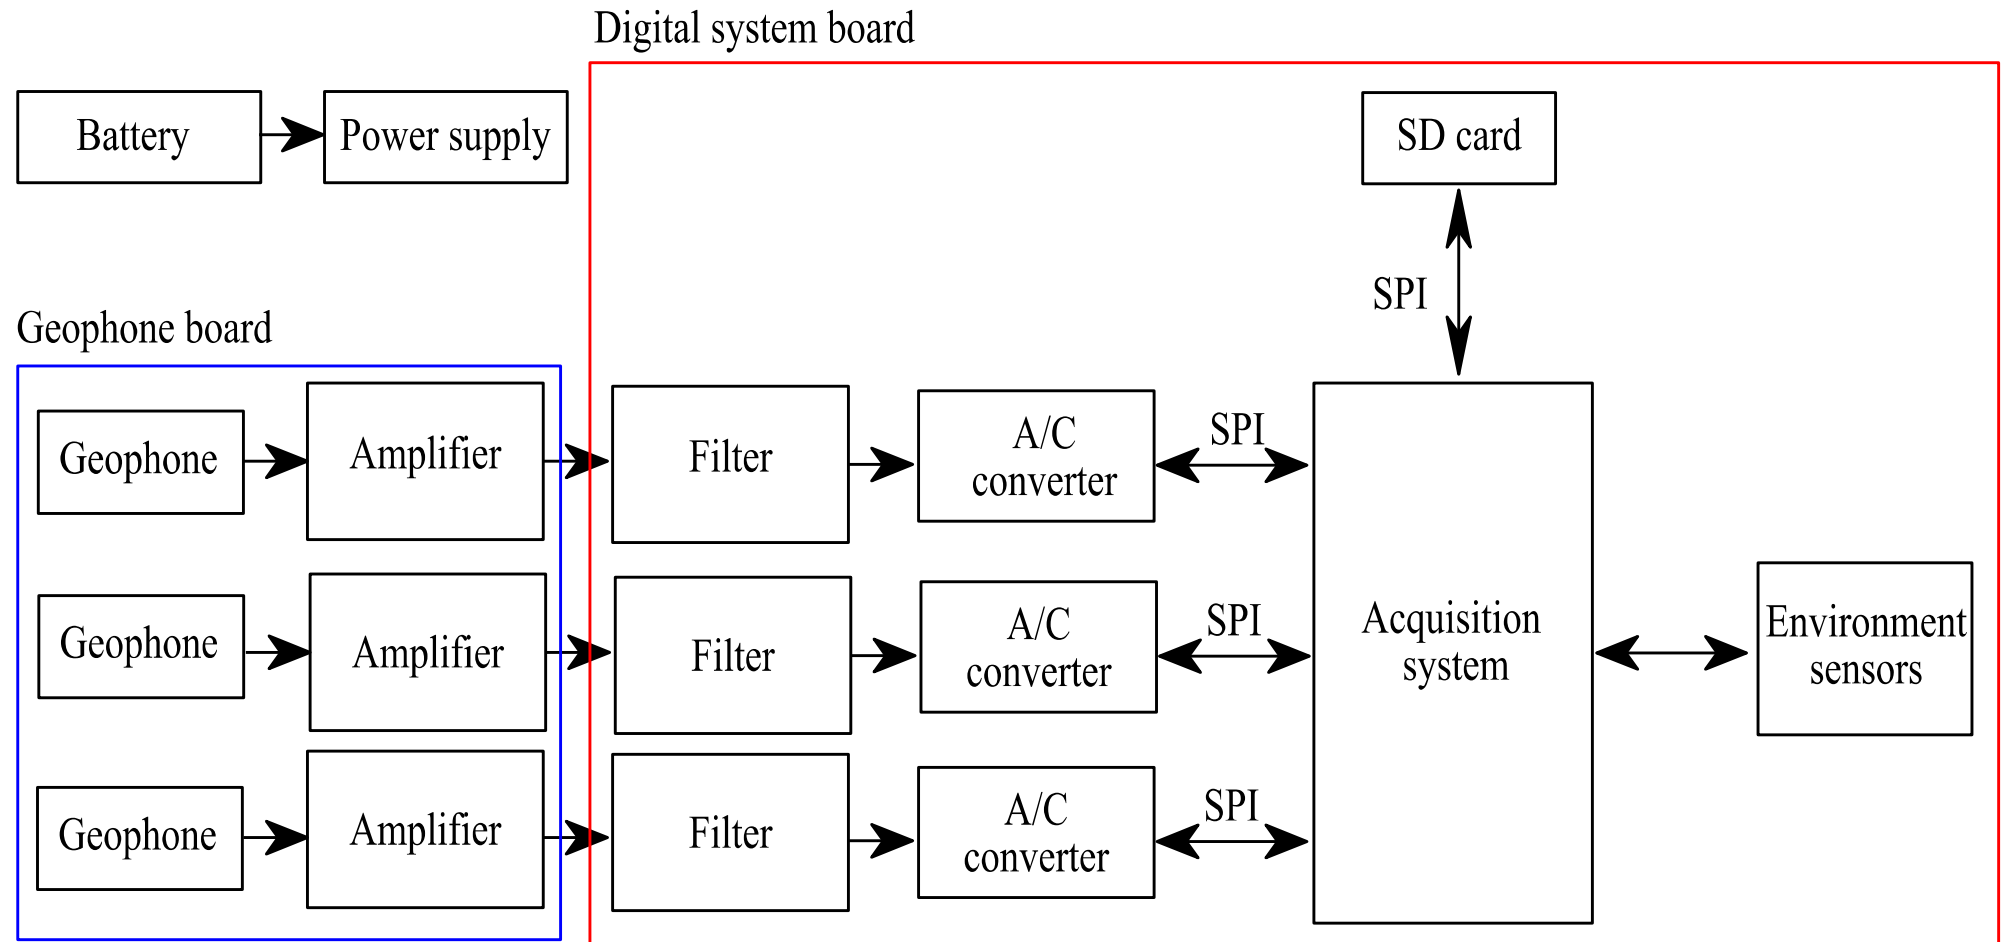 Digital system board
Battery
Power supply
SD card
SPI
Geophone board
Geophone
Amplifier
Filter
A/C
converter
SPI
Geophone
Amplifier
Filter
A/C
converter
SPI
Acquisition
system
Environment
sensors
Geophone
Amplifier
Filter
A/C
converter
SPI